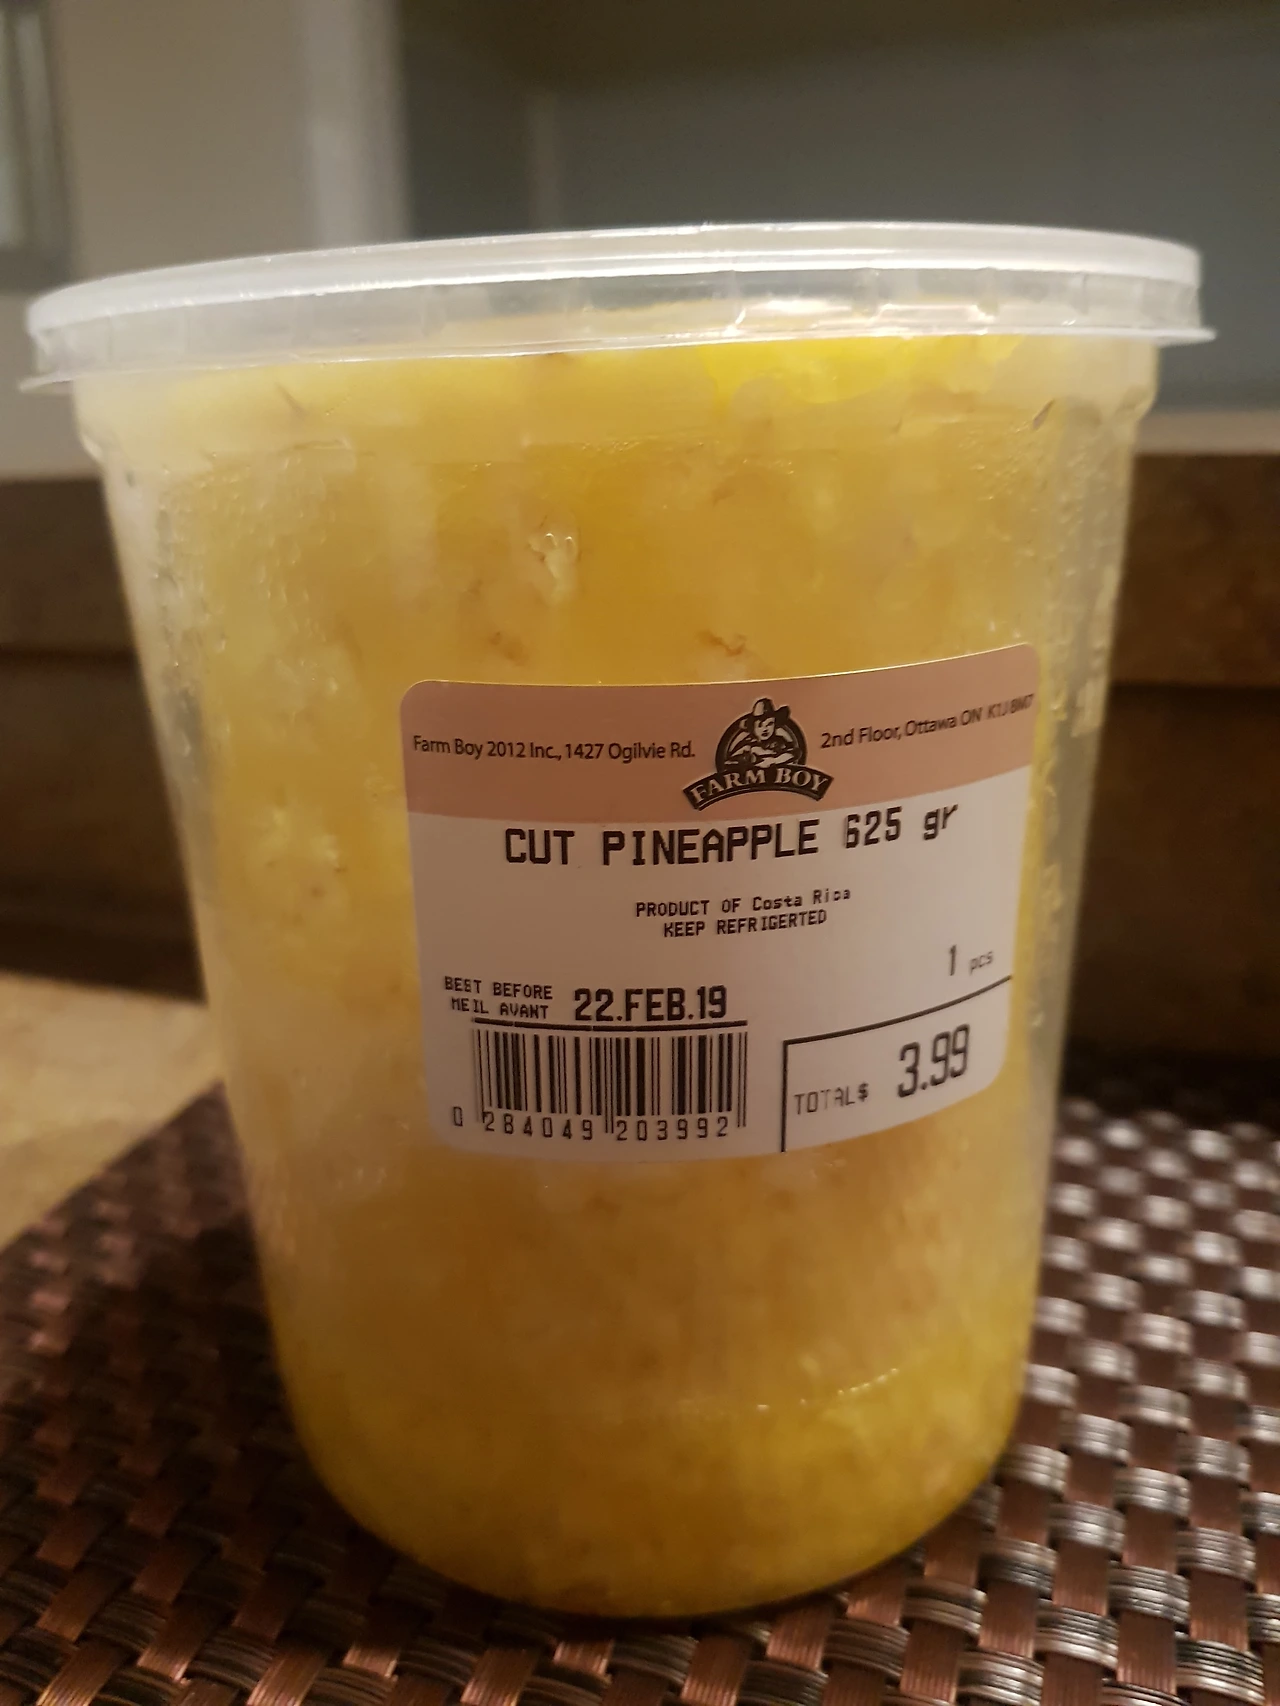 Farm Boy 2012 Inc., 1427 Ogilvie Rd.
FARM BOY
2nd Floor, Ottawa ON K1J 8M7
CUT PINEAPPLE 625 gr
PRODUCT OF Costa Rica
KEEP REFRIGERTED
1 pcs
BEST BEFORE
MEIL AVANT
22.FEB.19
TOTAL$ 3.99
0 284049 203992